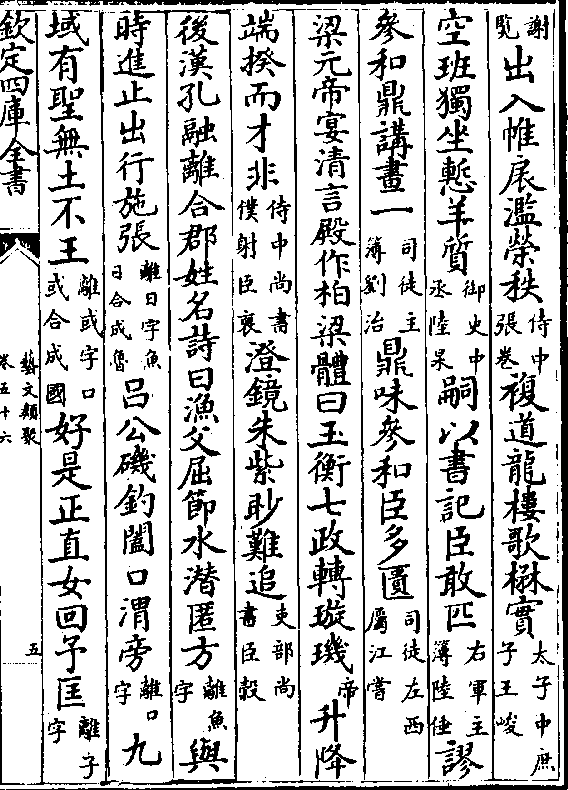 謝覽出入帷扆濫榮秩侍中張卷複道龍樓歌楙實太子中庶子王峻
空班獨坐慙羊質御史中丞陸杲嗣以書記臣敢匹右軍主簿陸倕謬
參和鼎講畫一司徒主簿劉洽鼎味參和臣多匱司徒左西屬江嘗
梁元帝宴清言殿作柏梁體曰玉衡七政轉璇璣帝升降
端揆而才非侍中尚書僕射臣褒澄鏡朱紫眇難追吏部尚書臣㲄
後漢孔融離合郡姓名詩曰漁父屈節水潛匿方離魚字與
時進止出行施張離日字魚日合成魯呂公磯釣闔口渭旁離口字九
域有聖無土不王離或字口或合成國好是正直女回予匡離子字
欽定四庫全書
藝文類聚
卷五十六
五